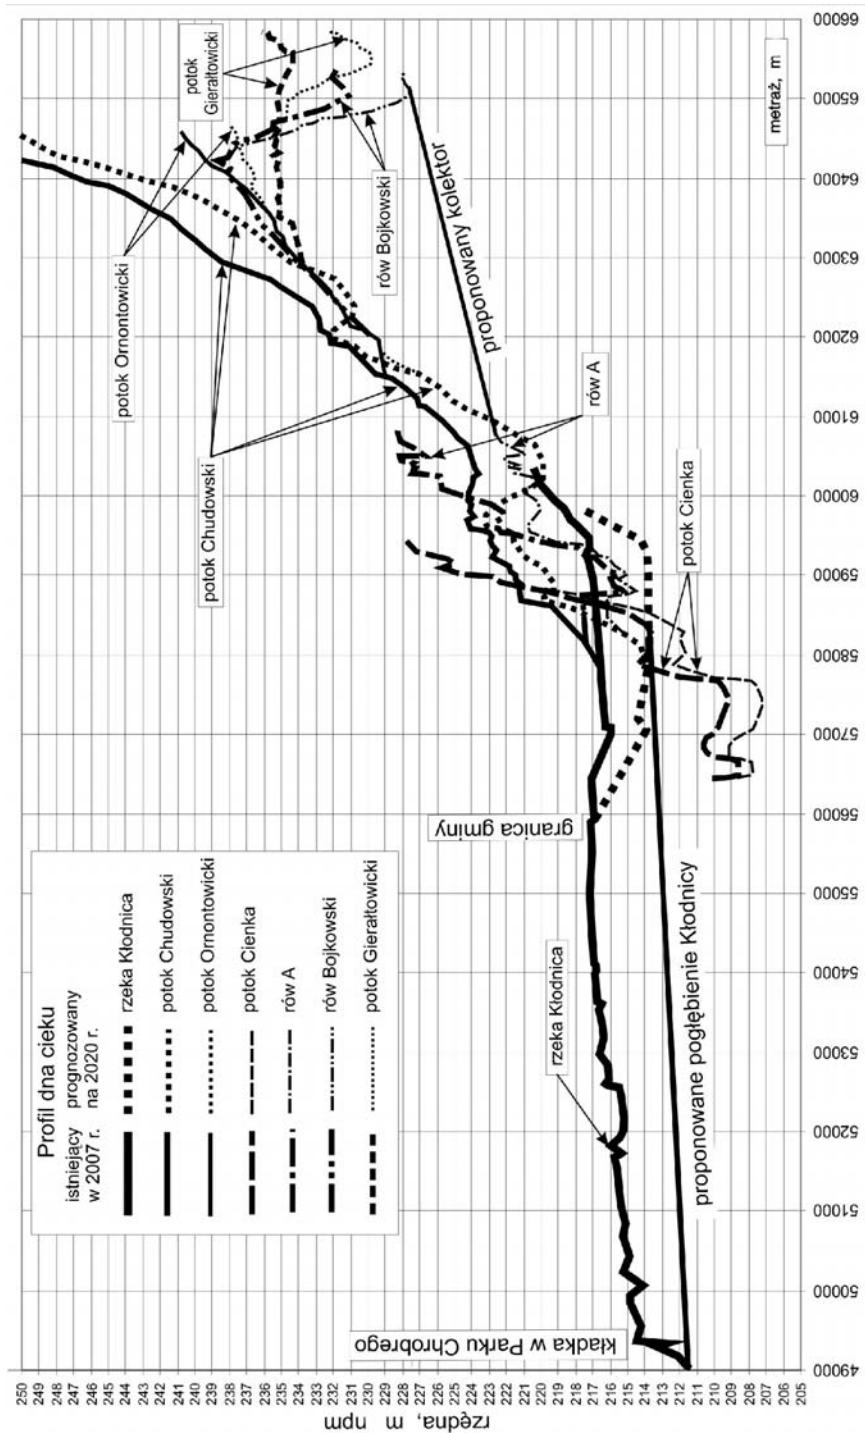 Profil dna cieku
istniejący w 2007 r.
prognozowany na 2020 r.
rzeka Kłodnica
potok Chudowski
potok Ornontowicki
potok Cienka
rów A
rów Bojkowski
potok Gierałtowicki
potok Ornontowicki
potok Chudowski
potok Gierałtowicki
rów Bojkowski
proponowany kolektor
rów A
potok Cienka
granica gminy
rzeka Kłodnica
proponowane pogłębienie Kłodnicy
kładka w Parku Chrobrego
metraż, m
rzędna, m npm
250
249
248
247
246
245
244
243
242
241
240
239
238
237
236
235
234
233
232
231
230
229
228
227
226
225
224
223
222
221
220
219
218
217
216
215
214
213
212
211
210
209
208
207
206
205
49000
50000
51000
52000
53000
54000
55000
56000
57000
58000
59000
60000
61000
62000
63000
64000
65000
66000